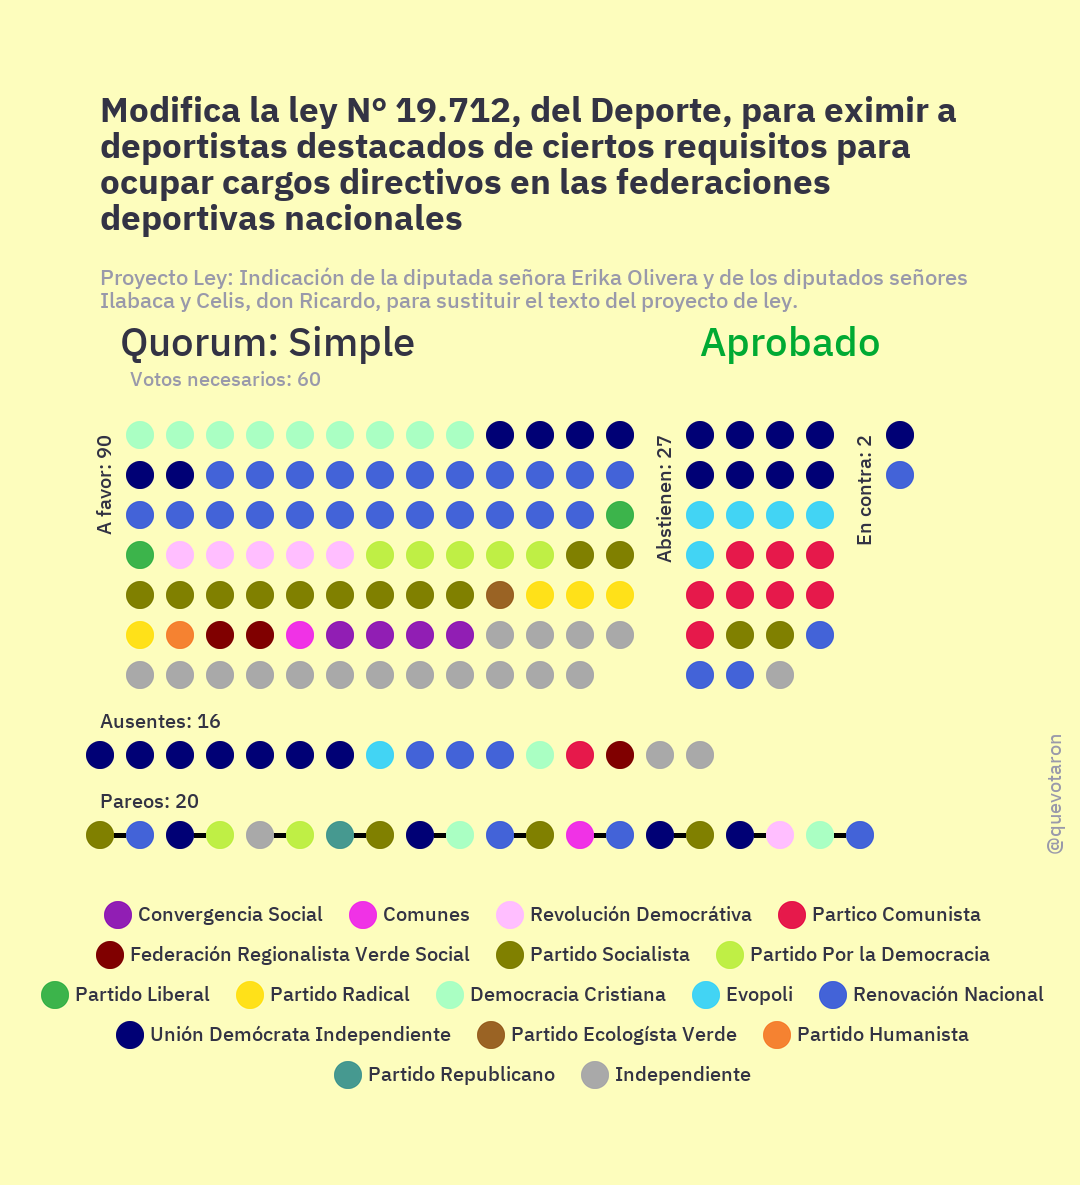 Modifica la ley Nº 19.712, del Deporte, para eximir a
deportistas destacados de ciertos requisitos para
ocupar cargos directivos en las federaciones
deportivas nacionales
Proyecto Ley: Indicación de la diputada señora Erika Olivera y de los diputados señores
Ilabaca y Celis, don Ricardo, para sustituir el texto del proyecto de ley.
Quorum: Simple
Aprobado
Votos necesarios: 60
A favor: 90
Abstienen: 27
En contra: 2
Ausentes: 16
Pareos: 20
@quevotaron
Convergencia Social
Comunes
Revolución Democrátiva
Partico Comunista
Federación Regionalista Verde Social
Partido Socialista
Partido Por la Democracia
Partido Liberal
Partido Radical
Democracia Cristiana
Evopoli
Renovación Nacional
Unión Demócrata Independiente
Partido Ecologísta Verde
Partido Humanista
Partido Republicano
Independiente